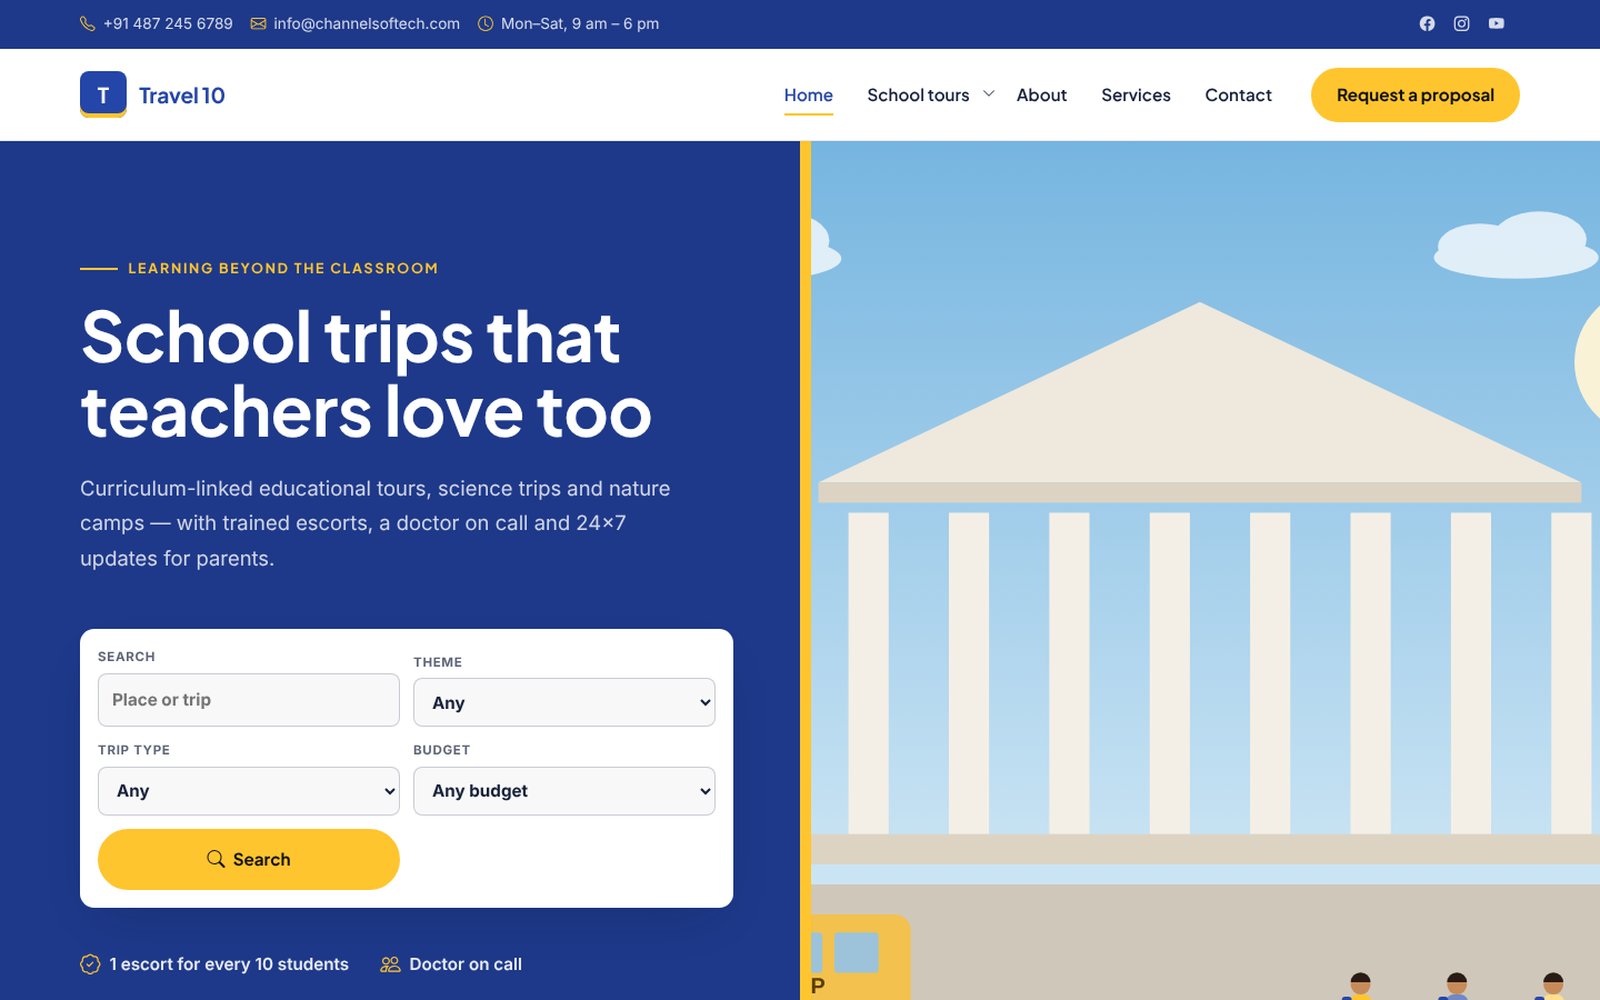 +91 487 245 6789 info@channelsoftech.com Mon–Sat, 9 am – 6 pm
T Travel 10
Home School tours About Services Contact Request a proposal
LEARNING BEYOND THE CLASSROOM
School trips that
teachers love too
Curriculum-linked educational tours, science trips and nature
camps — with trained escorts, a doctor on call and 24×7
updates for parents.
SEARCH THEME
Place or trip Any
TRIP TYPE BUDGET
Any Any budget
Search
1 escort for every 10 students Doctor on call
P